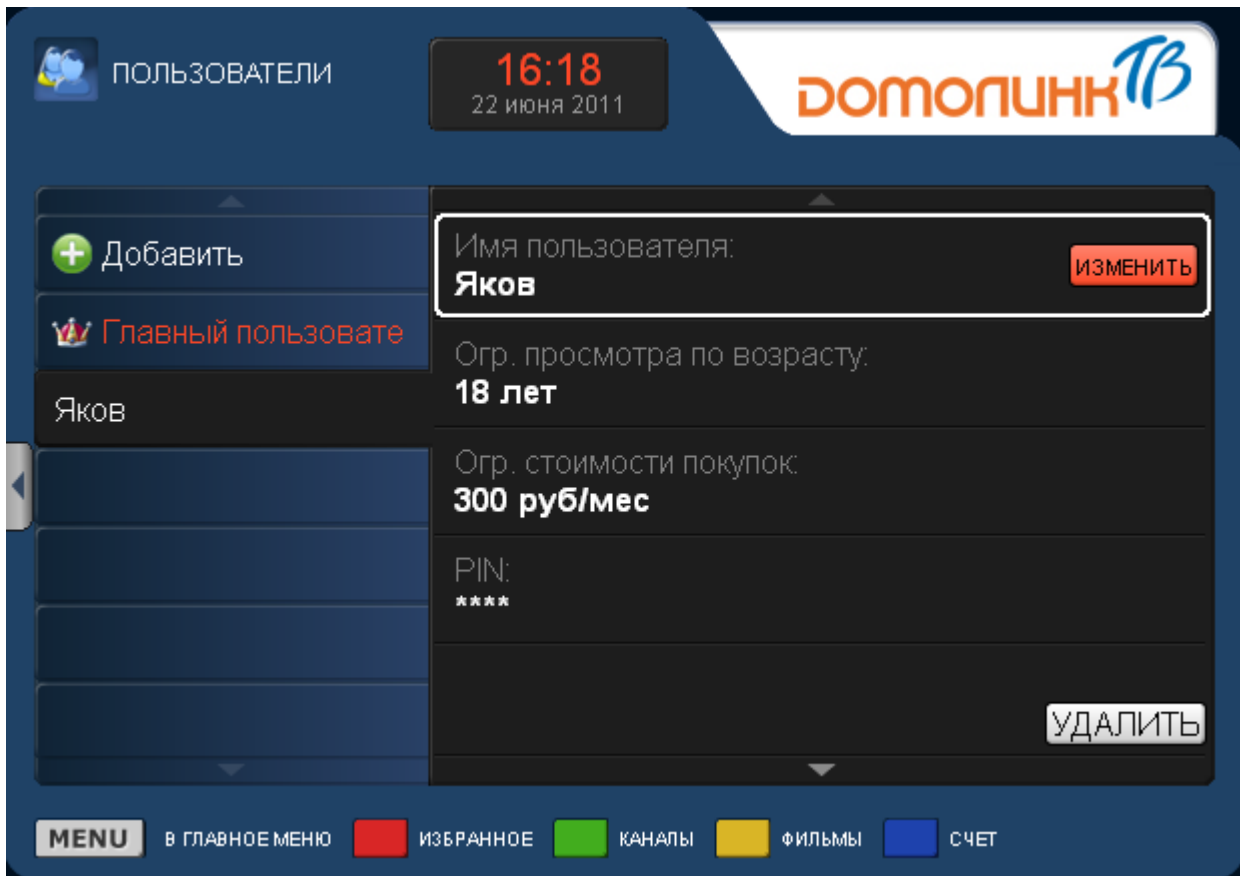 ПОЛЬЗОВАТЕЛИ
16:18
22 июня 2011
Домолинк ТВ
Добавить
Главный пользовате
Яков
Имя пользователя:
Яков
ИЗМЕНИТЬ
Огр. просмотра по возрасту:
18 лет
Огр. стоимости покупок:
300 руб/мес
PIN:
****
УДАЛИТЬ
MENU В ГЛАВНОЕ МЕНЮ ИЗБРАННОЕ КАНАЛЫ ФИЛЬМЫ СЧЕТ